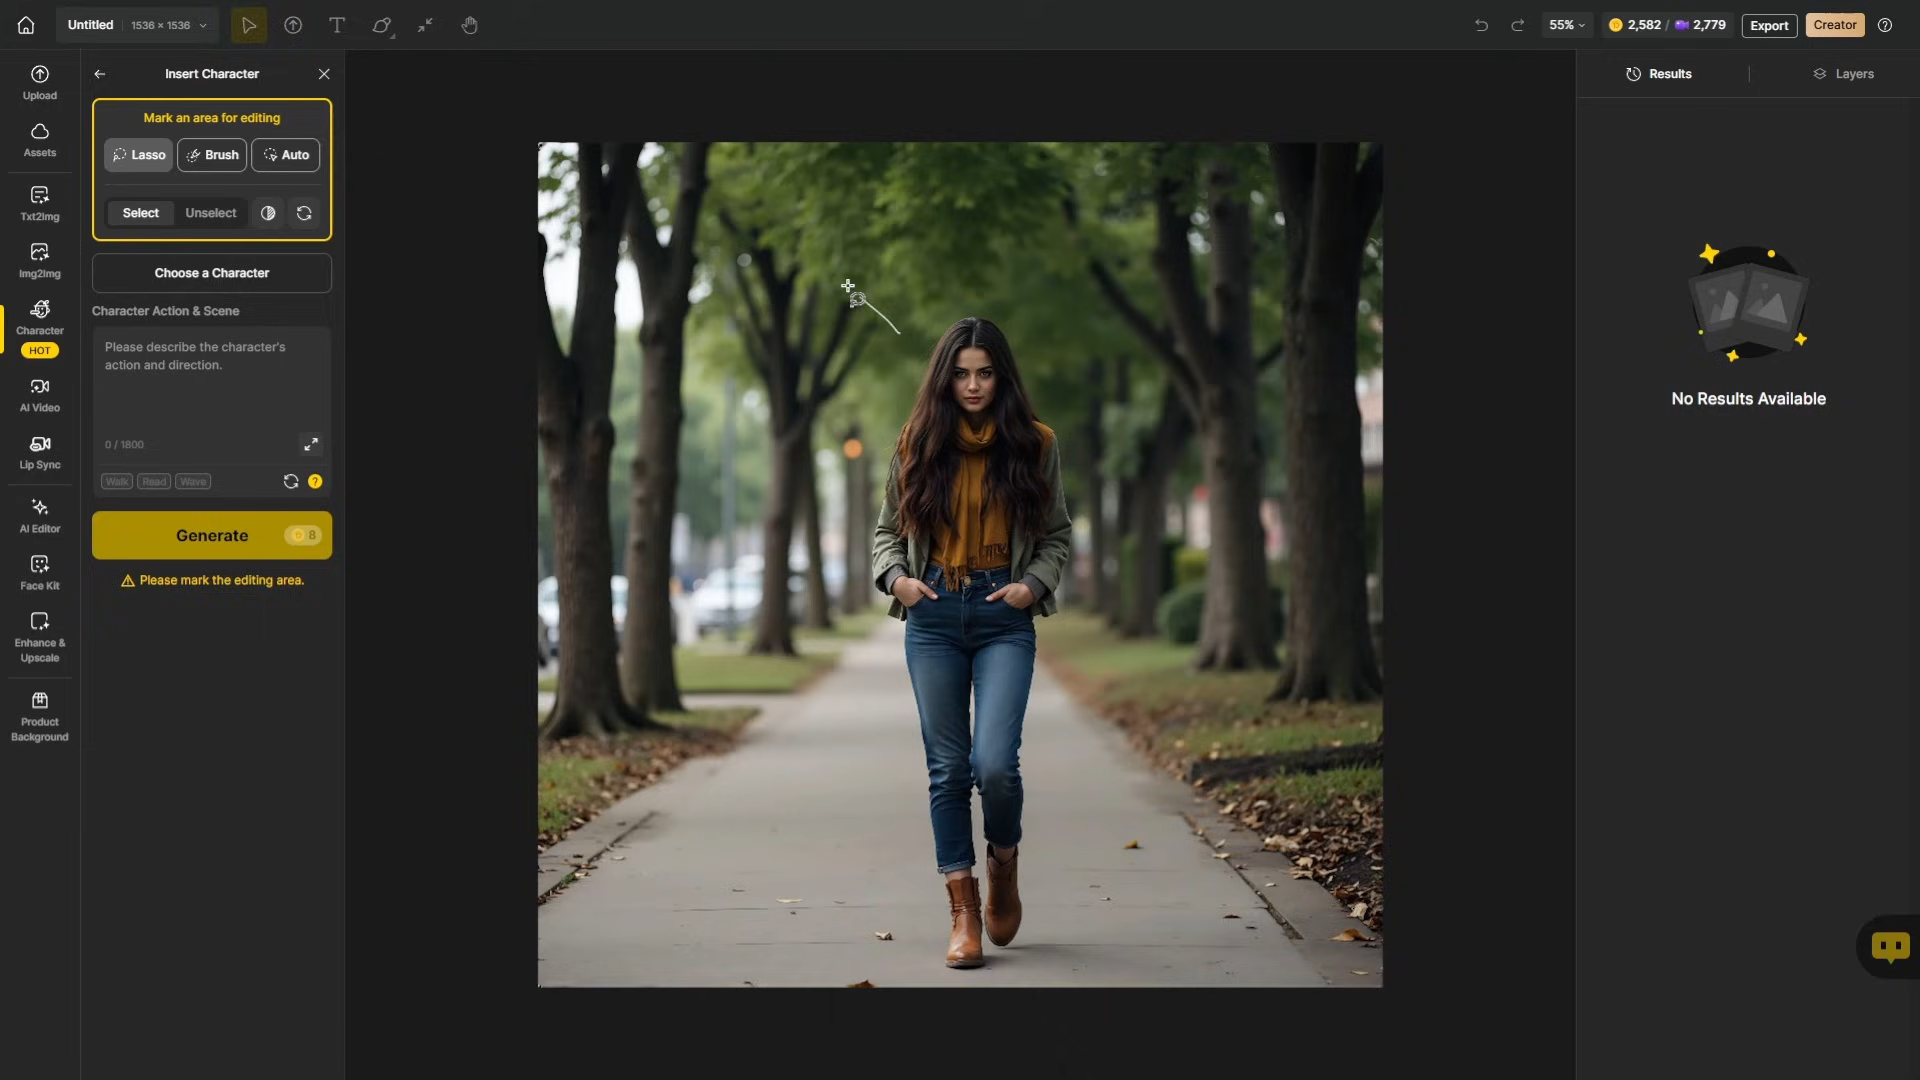 Untitled
1536 × 1536
55%
2,582 / 2,779
Export
Creator
Upload
Assets
Txt2Img
Img2Img
Character
HOT
AI Video
Lip Sync
AI Editor
Face Kit
Enhance &
Upscale
Product
Background
Insert Character
Mark an area for editing
Lasso
Brush
Auto
Select
Unselect
Choose a Character
Character Action & Scene
Please describe the character's
action and direction.
0 / 1800
Walk
Read
Wave
?
Generate
8
Please mark the editing area.
Results
Layers
No Results Available